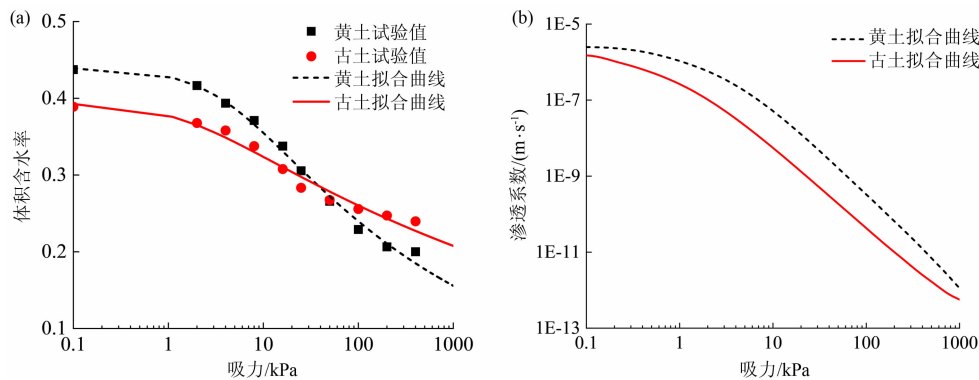 (a)
0.5
0.4
0.3
0.2
0.1
体积含水率
0.1
1
10
100
1000
吸力/kPa
黄土试验值
古土试验值
黄土拟合曲线
古土拟合曲线
(b)
1E-5
1E-7
1E-9
1E-11
1E-13
渗透系数/(m·s⁻¹)
0.1
1
10
100
1000
吸力/kPa
黄土拟合曲线
古土拟合曲线